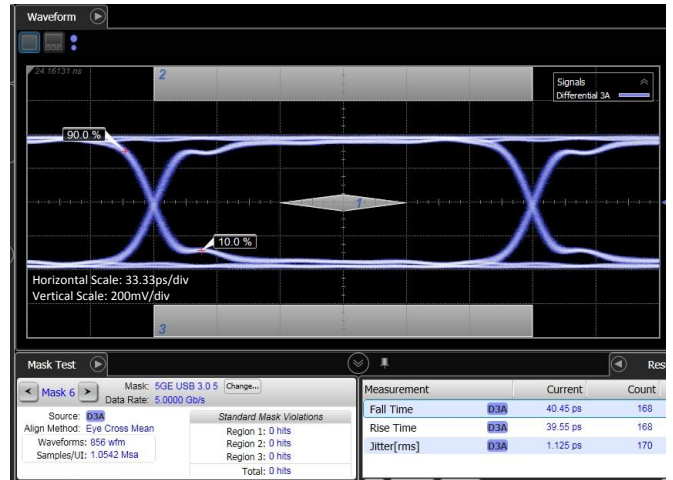 Waveform
24.16131 ns
2
Signals
Differential 3A
90.0 %
1
10.0 %
Horizontal Scale: 33.33ps/div
Vertical Scale: 200mV/div
3
Mask Test
Res
Mask 6
Mask: 5GE USB 3.0 5 Change...
Data Rate: 5.0000 Gb/s
Source: D3A
Align Method: Eye Cross Mean
Waveforms: 856 wfm
Samples/UI: 1.0542 Msa
Standard Mask Violations
Region 1: 0 hits
Region 2: 0 hits
Region 3: 0 hits
Total: 0 hits
Measurement Current Count
Fall Time D3A 40.45 ps 168
Rise Time D3A 39.55 ps 168
Jitter[rms] D3A 1.125 ps 170